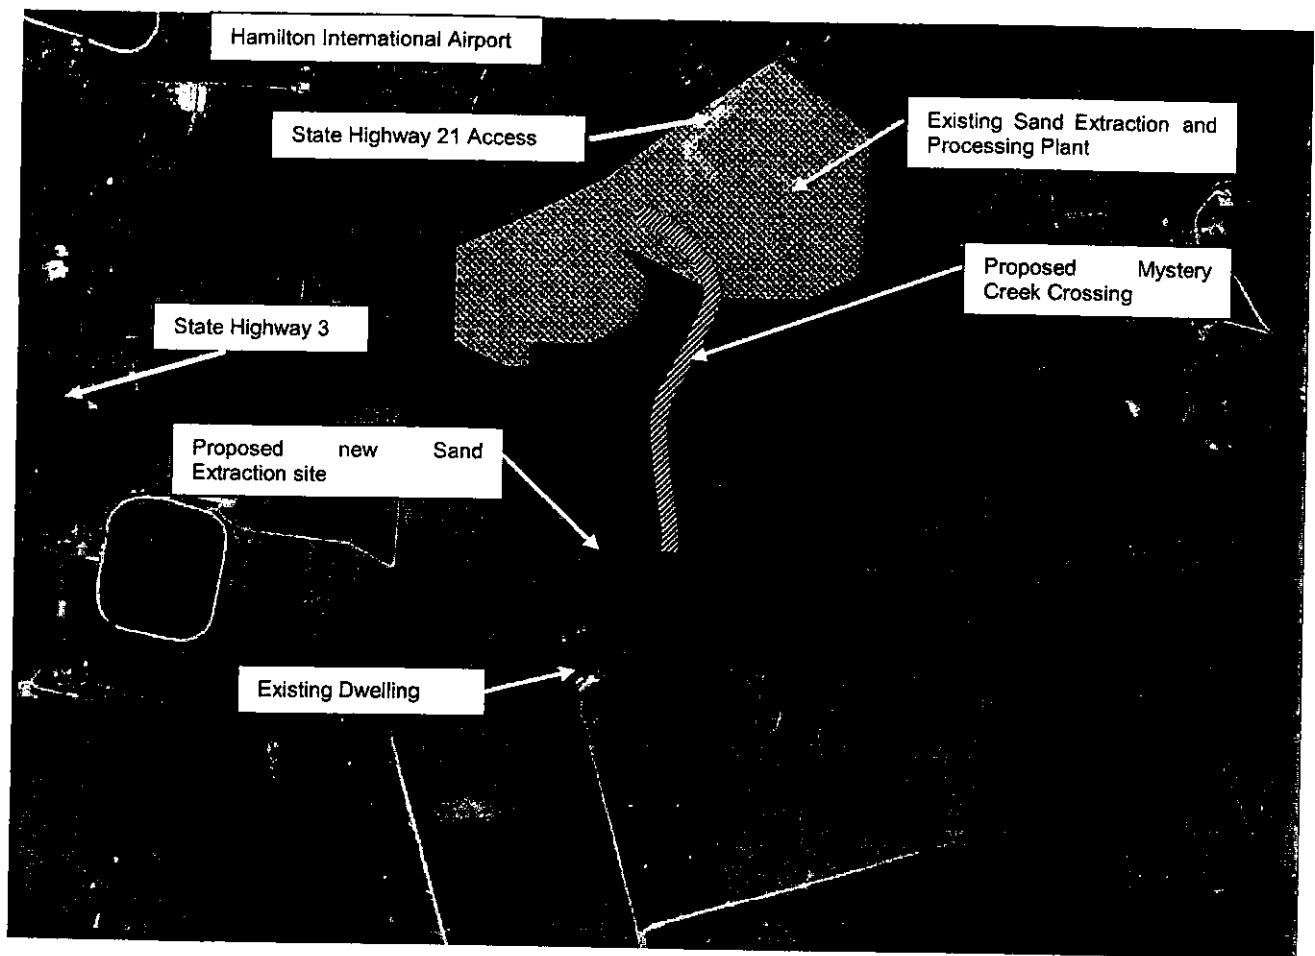 Hamilton International Airport
State Highway 21 Access
Existing Sand Extraction and
Processing Plant
Proposed Mystery
Creek Crossing
State Highway 3
Proposed new Sand
Extraction site
Existing Dwelling